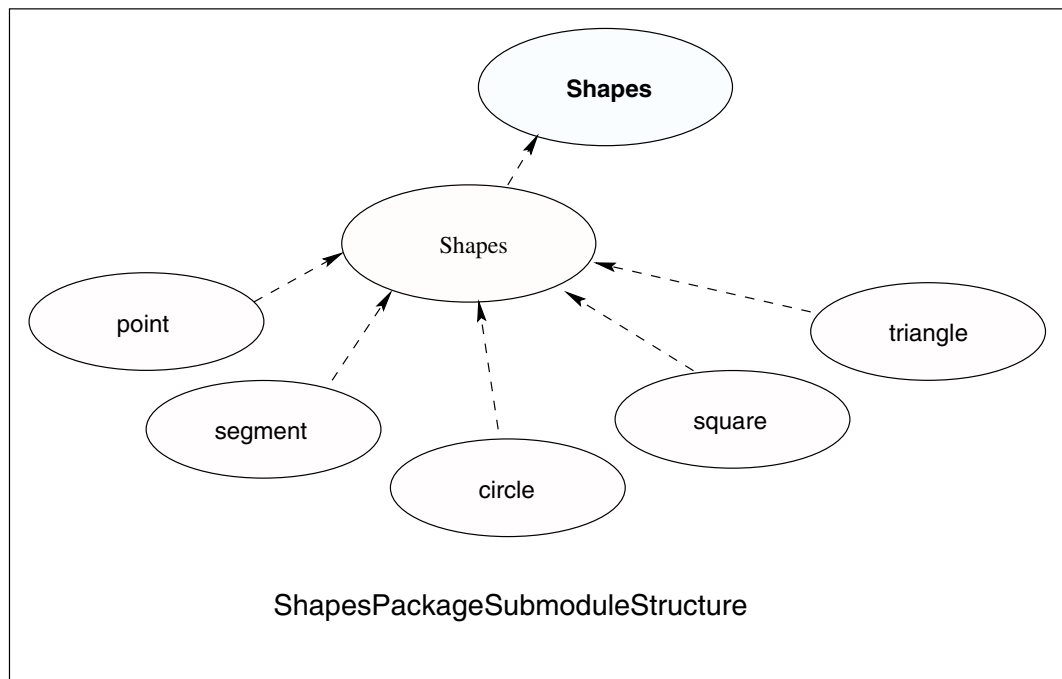 Shapes
Shapes
point
triangle
segment
square
circle
ShapesPackageSubmoduleStructure